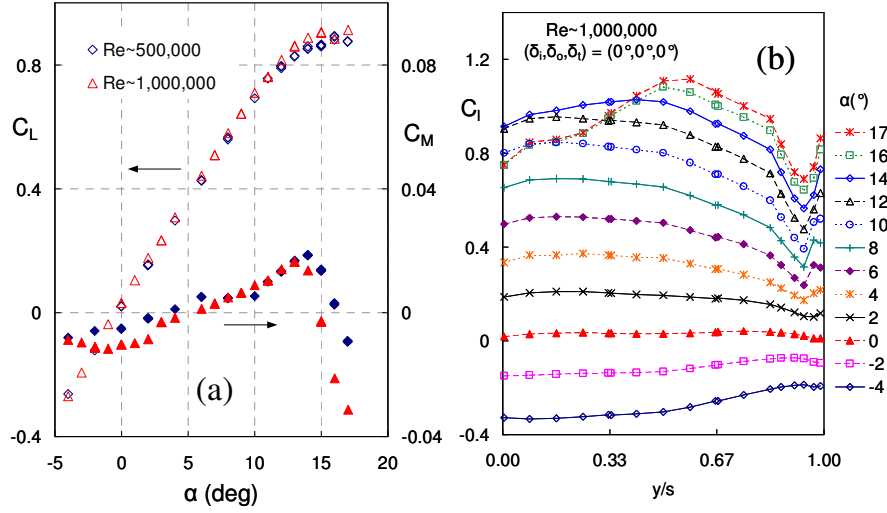 0.8
0.4
0
-0.4
C_L
Re~500,000
Re~1,000,000
(a)
-5
0
5
10
15
20
α (deg)
0.08
0.04
0
-0.04
C_M
1.2
0.8
0.4
0
-0.4
C_l
Re~1,000,000
(δ_i,δ_o,δ_t) = (0°,0°,0°)
(b)
0.00
0.33
0.67
1.00
y/s
α(°)
17
16
14
12
10
8
6
4
2
0
-2
-4